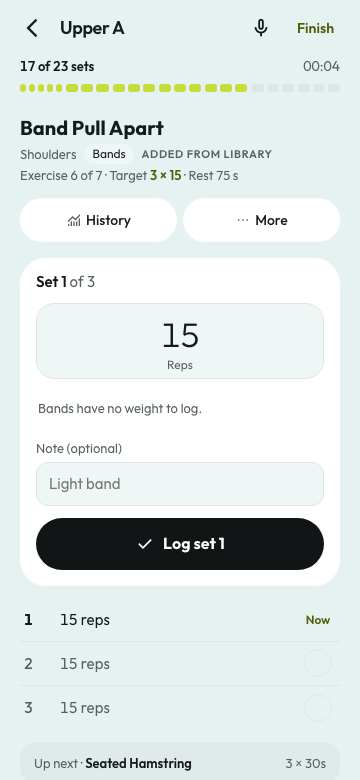 Upper A
Finish
17 of 23 sets
00:04
Band Pull Apart
Shoulders Bands ADDED FROM LIBRARY
Exercise 6 of 7 · Target 3 × 15 · Rest 75 s
History
··· More
Set 1 of 3
15
Reps
Bands have no weight to log.
Note (optional)
Light band
Log set 1
1 15 reps Now
2 15 reps
3 15 reps
Up next · Seated Hamstring 3 × 30s